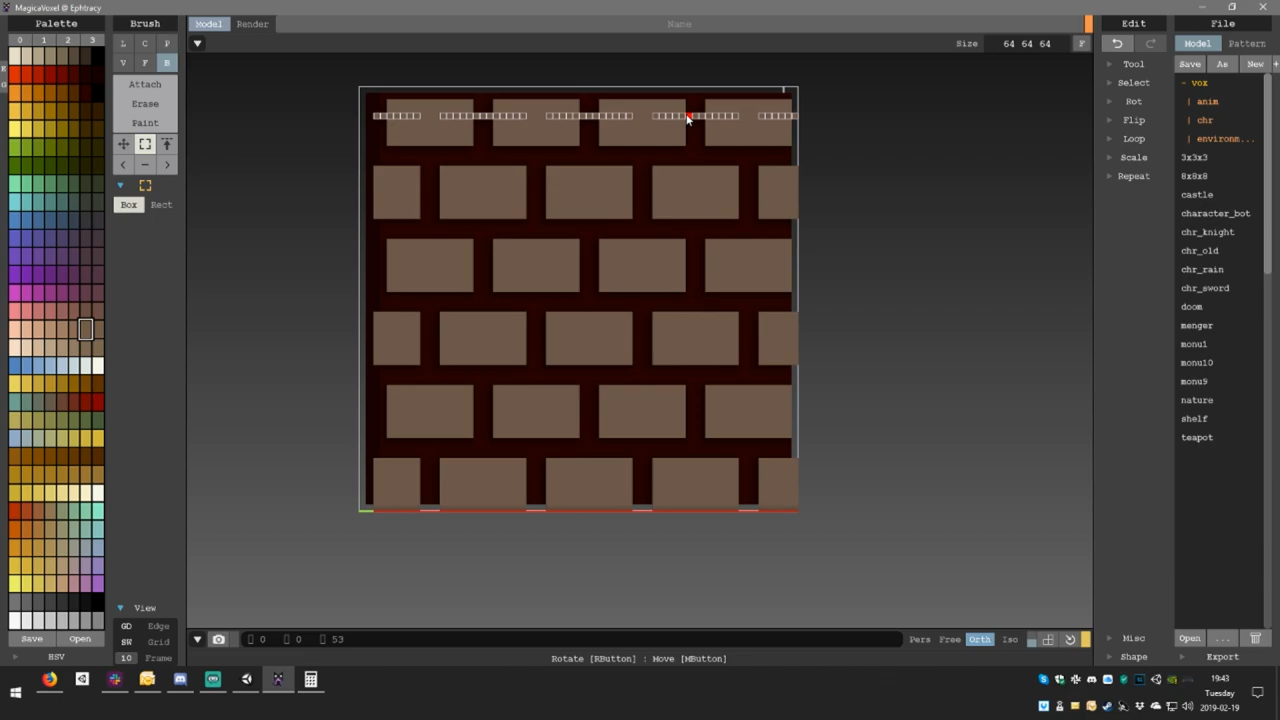 MagicaVoxel @ Ephtracy
Palette
0 1 2 3
Save Open
HSV
Brush
L C P
V F B
Attach
Erase
Paint
Box Rect
View
GD Edge
SW Grid
10 Frame
Model Render Name
Size 64 64 64 F
0 0 53
Pers Free Orth Iso
Rotate [RButton] : Move [MButton]
Edit
Tool
Select
Rot
Flip
Loop
Scale
Repeat
Misc
Shape
File
Model Pattern
Save As New +
- vox
| anim
| chr
| environm...
3x3x3
8x8x8
castle
character_bot
chr_knight
chr_old
chr_rain
chr_sword
doom
menger
monu1
monu10
monu9
nature
shelf
teapot
Open ...
Export
19:43
Tuesday
2019-02-19